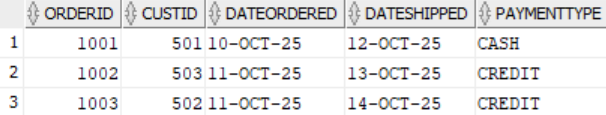 ORDERID CUSTID DATEORDERED DATESHIPPED PAYMENTTYPE
1 1001 501 10-OCT-25 12-OCT-25 CASH
2 1002 503 11-OCT-25 13-OCT-25 CREDIT
3 1003 502 11-OCT-25 14-OCT-25 CREDIT